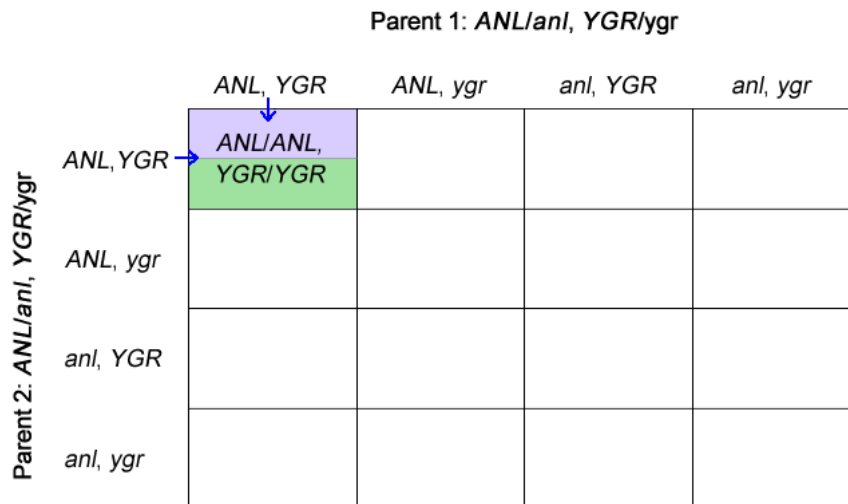 Parent 1: ANL/anl, YGR/ygr
ANL, YGR
ANL, ygr
anl, YGR
anl, ygr
Parent 2: ANL/anl, YGR/ygr
ANL,YGR
ANL/ANL,
YGR/YGR
ANL, ygr
anl, YGR
anl, ygr